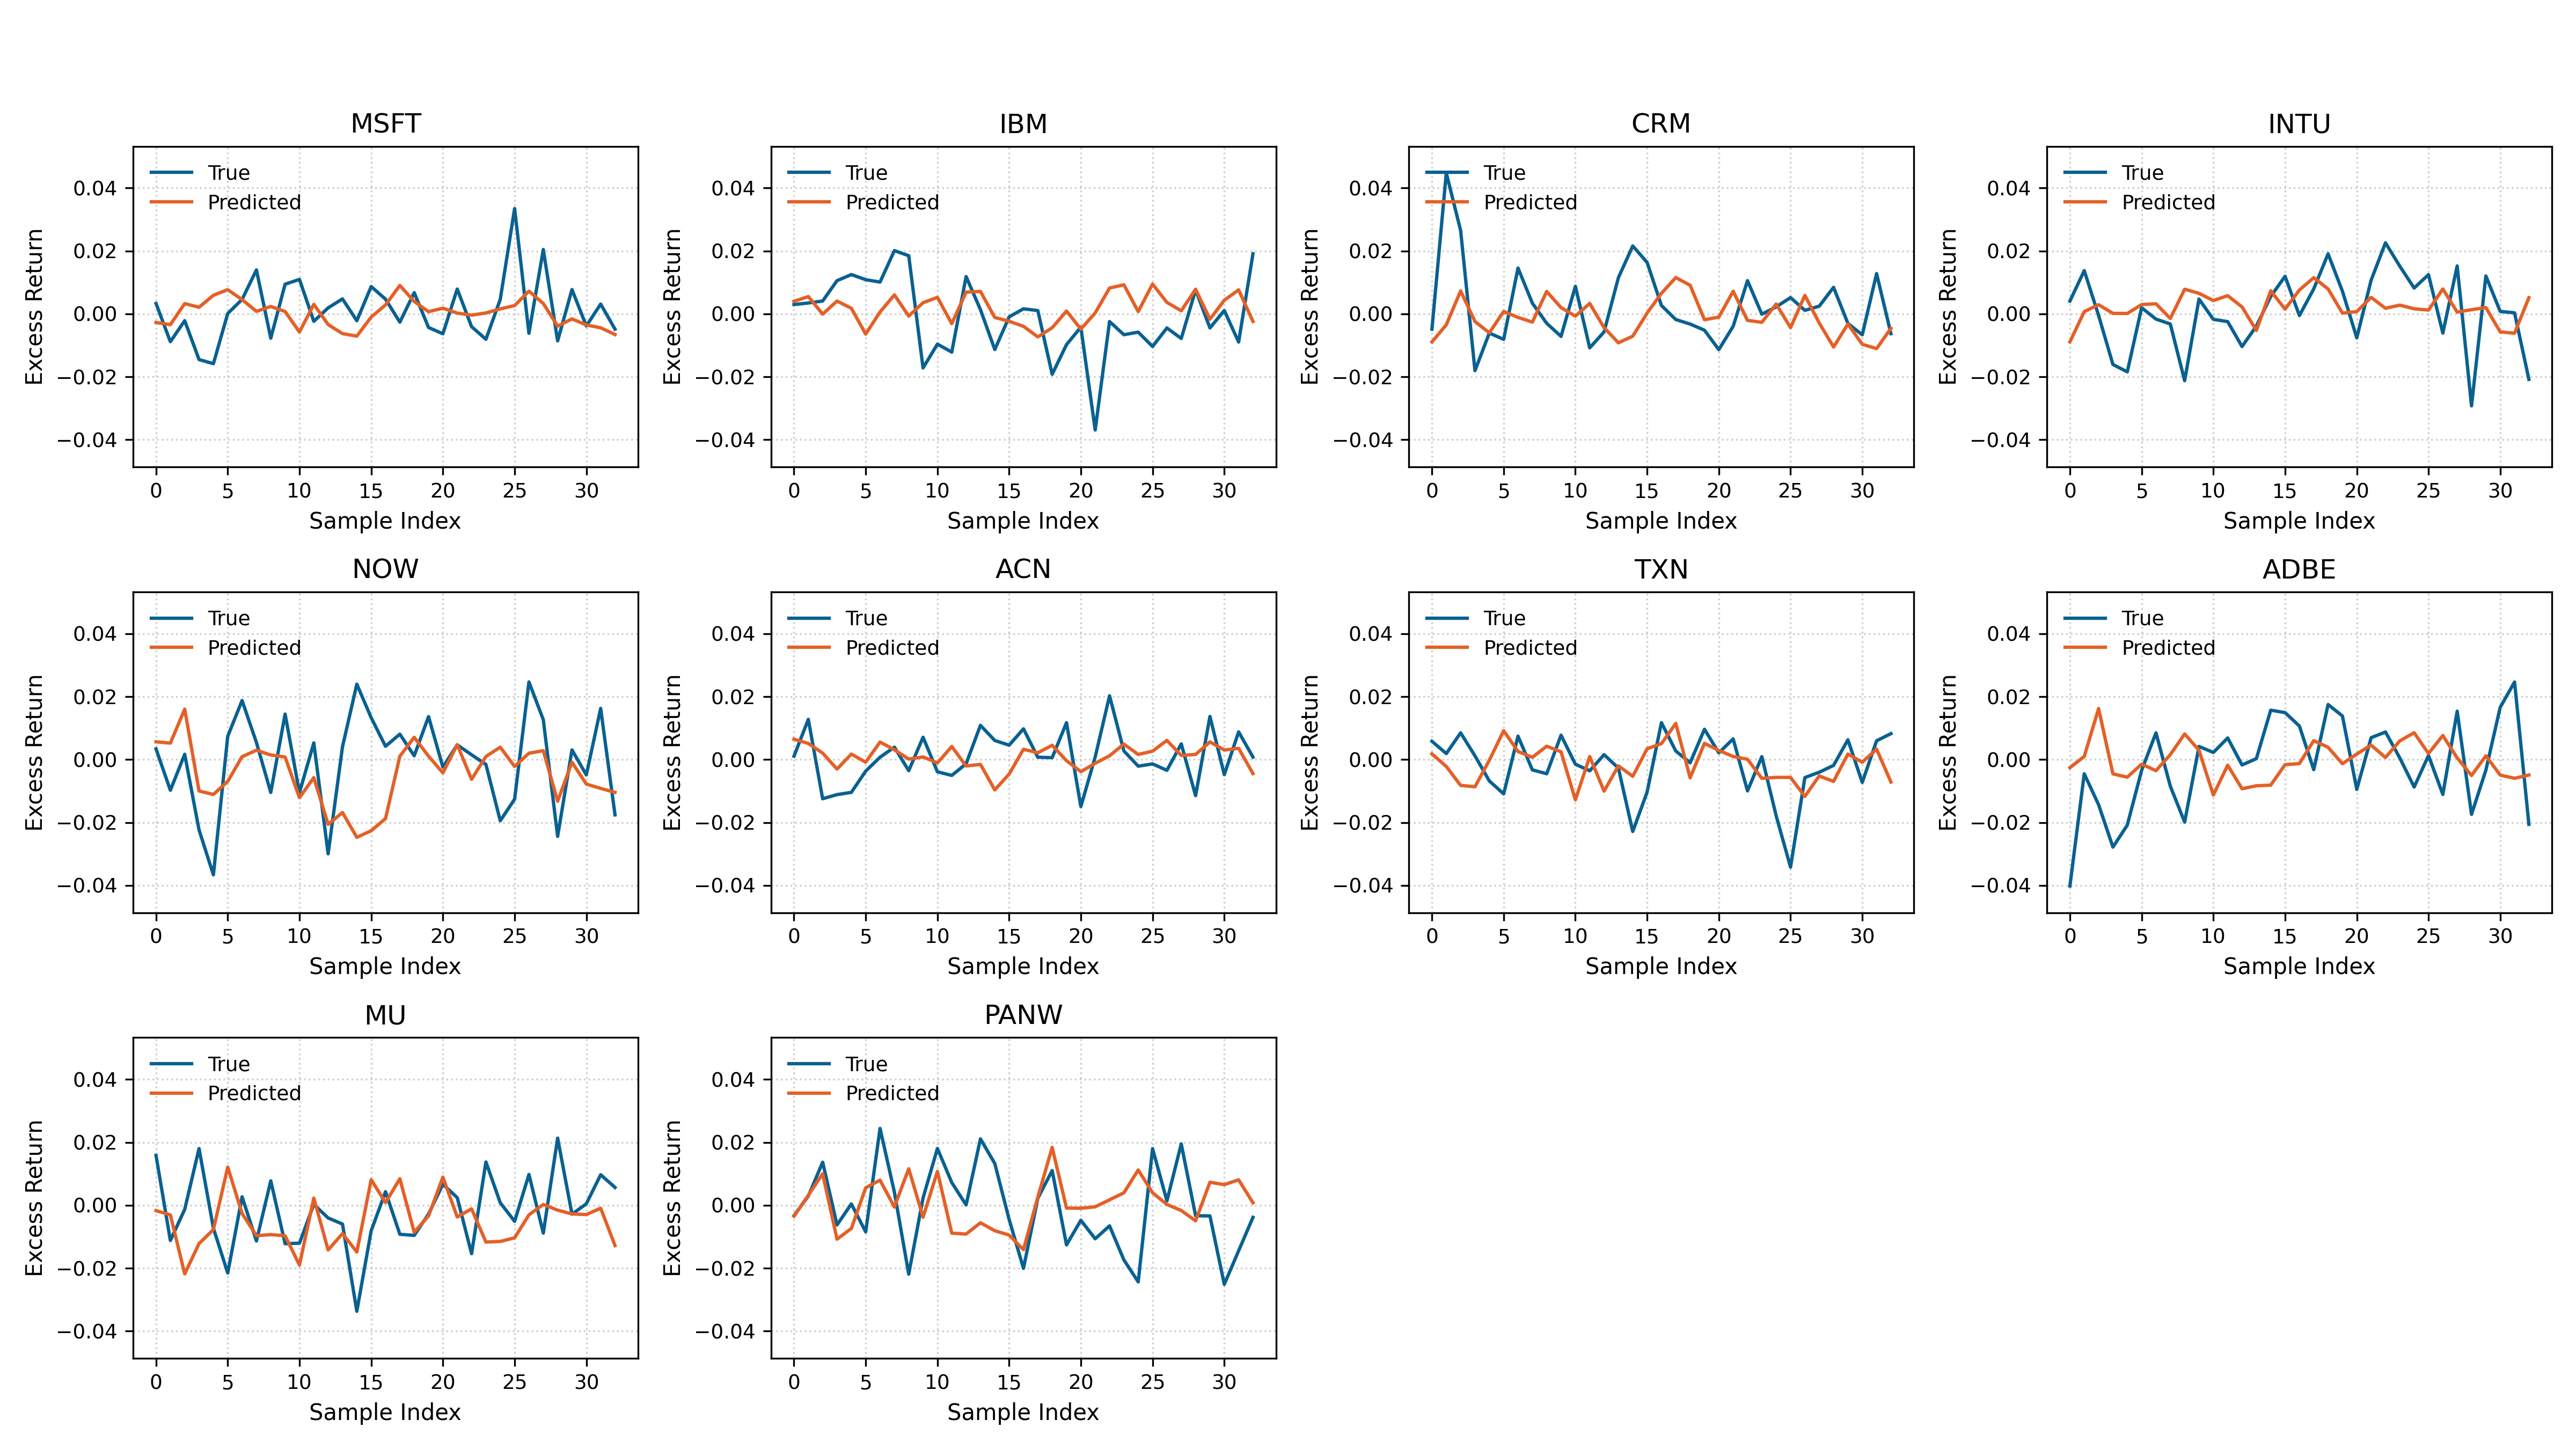 MSFT
True
Predicted
Excess Return
0.04
0.02
0.00
−0.02
−0.04
0 5 10 15 20 25 30
Sample Index
IBM
True
Predicted
Excess Return
0.04
0.02
0.00
−0.02
−0.04
0 5 10 15 20 25 30
Sample Index
CRM
True
Predicted
Excess Return
0.04
0.02
0.00
−0.02
−0.04
0 5 10 15 20 25 30
Sample Index
INTU
True
Predicted
Excess Return
0.04
0.02
0.00
−0.02
−0.04
0 5 10 15 20 25 30
Sample Index
NOW
True
Predicted
Excess Return
0.04
0.02
0.00
−0.02
−0.04
0 5 10 15 20 25 30
Sample Index
ACN
True
Predicted
Excess Return
0.04
0.02
0.00
−0.02
−0.04
0 5 10 15 20 25 30
Sample Index
TXN
True
Predicted
Excess Return
0.04
0.02
0.00
−0.02
−0.04
0 5 10 15 20 25 30
Sample Index
ADBE
True
Predicted
Excess Return
0.04
0.02
0.00
−0.02
−0.04
0 5 10 15 20 25 30
Sample Index
MU
True
Predicted
Excess Return
0.04
0.02
0.00
−0.02
−0.04
0 5 10 15 20 25 30
Sample Index
PANW
True
Predicted
Excess Return
0.04
0.02
0.00
−0.02
−0.04
0 5 10 15 20 25 30
Sample Index